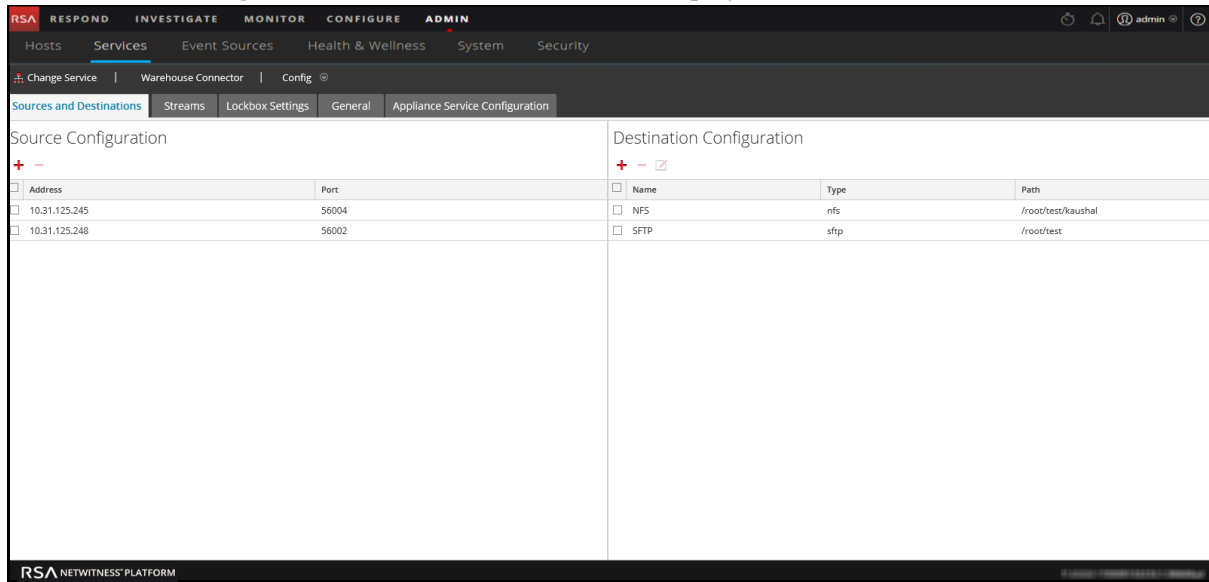 RSA RESPOND INVESTIGATE MONITOR CONFIGURE ADMIN admin
Hosts Services Event Sources Health & Wellness System Security
Change Service | Warehouse Connector | Config
Sources and Destinations Streams Lockbox Settings General Appliance Service Configuration
Source Configuration Destination Configuration
Address Port Name Type Path
10.31.125.245 56004 NFS nfs /root/test/kaushal
10.31.125.248 56002 SFTP sftp /root/test
RSA NETWITNESS® PLATFORM